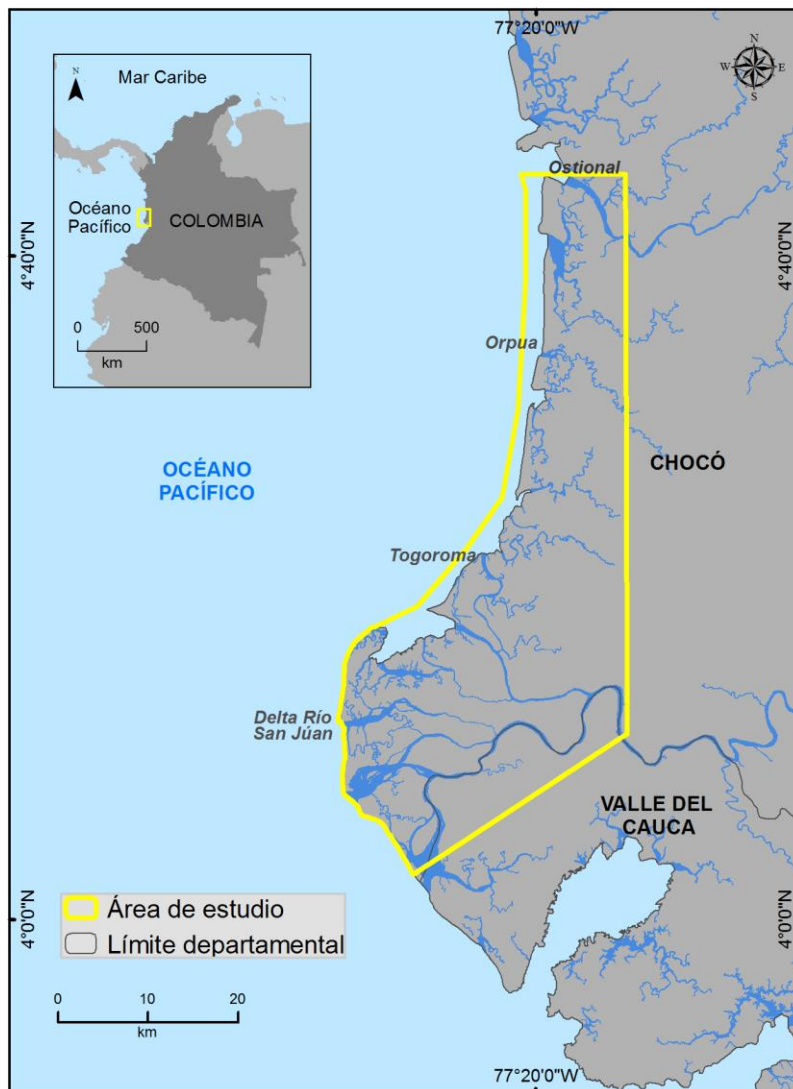 77°20'0"W
Mar Caribe
N
W
E
S
Océano
Pacífico
COLOMBIA
0
500
km
Ostional
4°40'0"N
4°40'0"N
Orpua
OCÉANO
PACÍFICO
CHOCÓ
Togoroma
Delta Río
San Júan
VALLE DEL
CAUCA
Área de estudio
Límite departamental
4°0'0"N
4°0'0"N
0
10
20
km
77°20'0"W